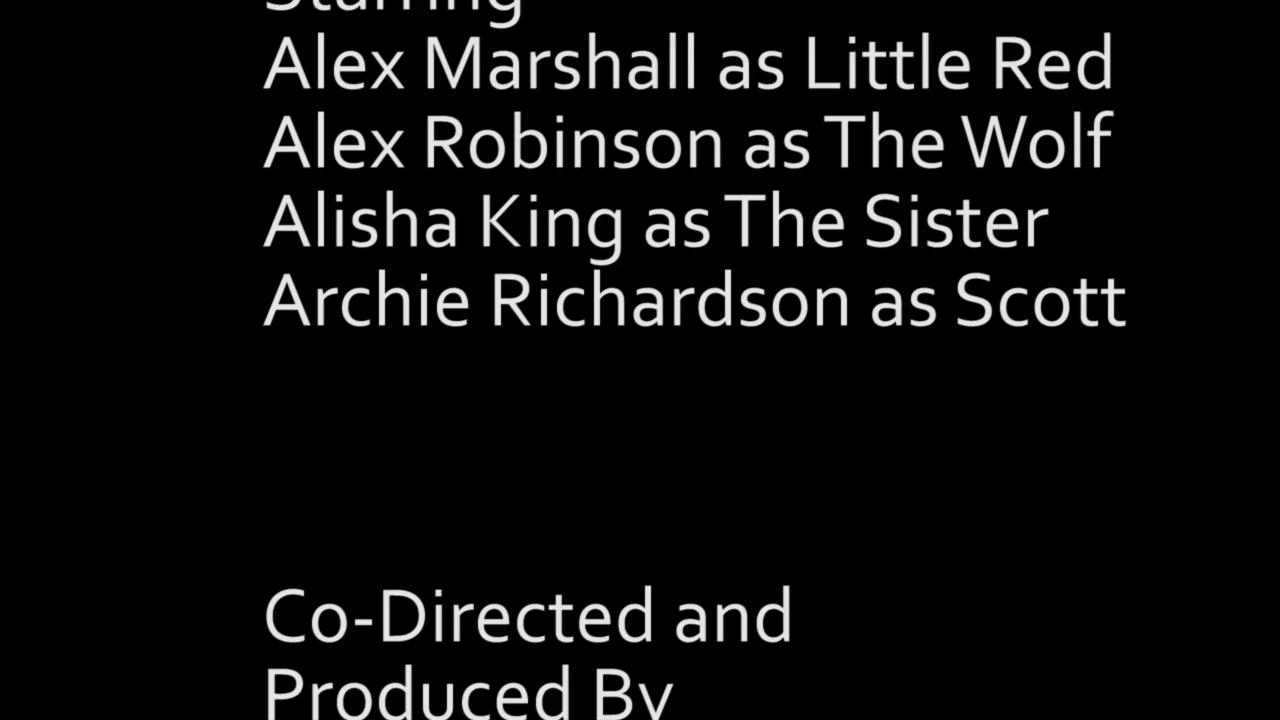 Starring
Alex Marshall as Little Red
Alex Robinson as The Wolf
Alisha King as The Sister
Archie Richardson as Scott
Co-Directed and
Produced By